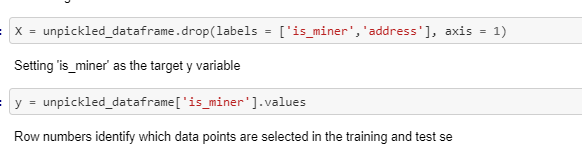 X = unpickled_dataframe.drop(labels = ['is_miner','address'], axis = 1)
Setting 'is_miner' as the target y variable
y = unpickled_dataframe['is_miner'].values
Row numbers identify which data points are selected in the training and test se